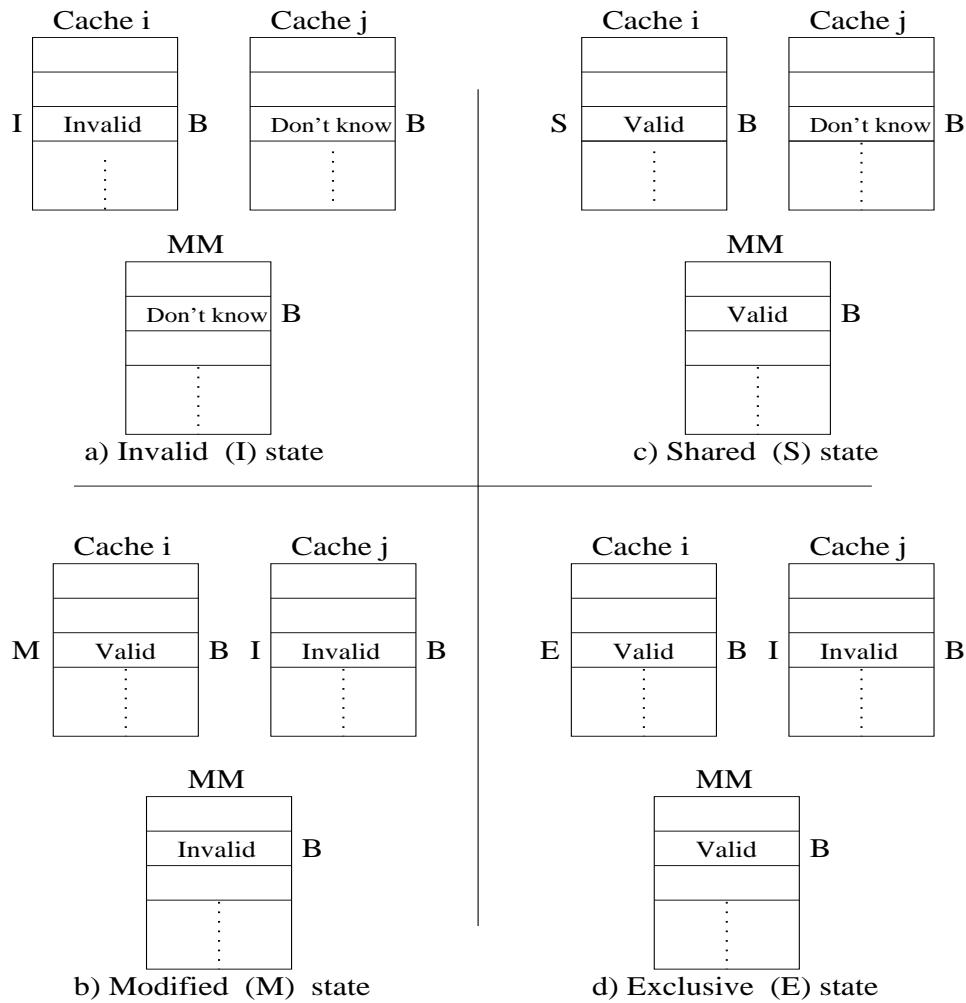 Cache i
Cache j
I
Invalid
B
Don't know
B
MM
Don't know
B
a) Invalid (I) state
Cache i
Cache j
S
Valid
B
Don't know
B
MM
Valid
B
c) Shared (S) state
Cache i
Cache j
M
Valid
B
I
Invalid
B
MM
Invalid
B
b) Modified (M) state
Cache i
Cache j
E
Valid
B
I
Invalid
B
MM
Valid
B
d) Exclusive (E) state